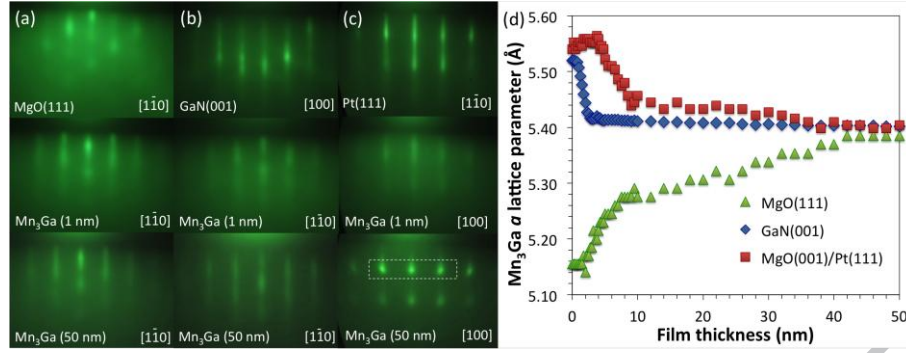 (a)
(b)
(c)
(d)
MgO(111)
[11̄0]
GaN(001)
[100]
Pt(111)
[11̄0]
Mn₃Ga (1 nm)
[11̄0]
Mn₃Ga (1 nm)
[11̄0]
Mn₃Ga (1 nm)
[100]
Mn₃Ga (50 nm)
[11̄0]
Mn₃Ga (50 nm)
[11̄0]
Mn₃Ga (50 nm)
[100]
Mn₃Ga a lattice parameter (Å)
5.60
5.50
5.40
5.30
5.20
5.10
MgO(111)
GaN(001)
MgO(001)/Pt(111)
0
10
20
30
40
50
Film thickness (nm)